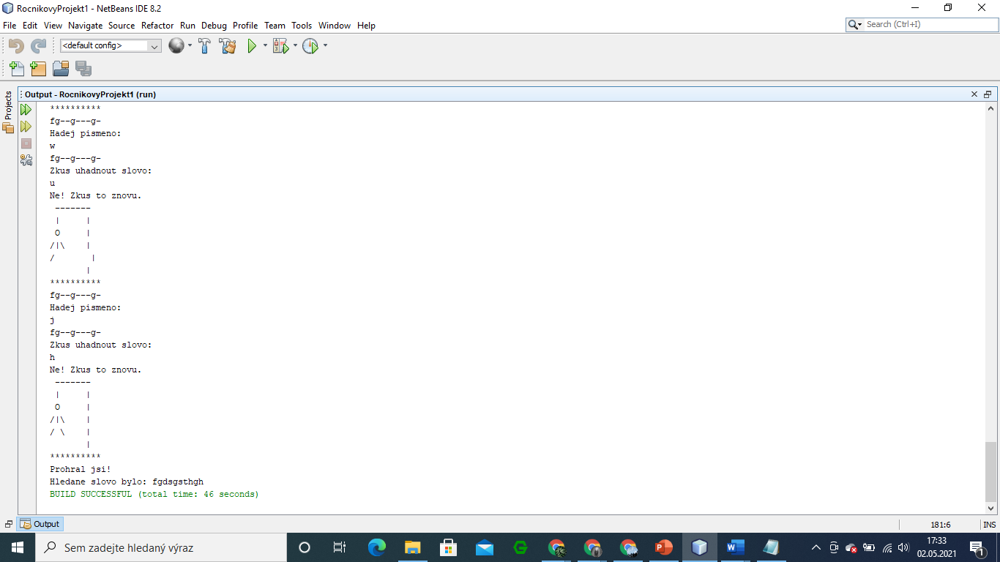 RocnikovyProjekt1 - NetBeans IDE 8.2
File Edit View Navigate Source Refactor Run Debug Profile Team Tools Window Help
Search (Ctrl+I)
<default config>
Projects
Output - RocnikovyProjekt1 (run)
**********
fg--g---g-
Hadej pismeno:
w
fg--g---g-
Zkus uhadnout slovo:
u
Ne! Zkus to znovu.
 -------
 |     |
 O     |
/|\    |
/       |
       |
**********
fg--g---g-
Hadej pismeno:
j
fg--g---g-
Zkus uhadnout slovo:
h
Ne! Zkus to znovu.
 -------
 |     |
 O     |
/|\    |
/ \    |
       |
**********
Prohral jsi!
Hledane slovo bylo: fgdsgsthgh
BUILD SUCCESSFUL (total time: 46 seconds)
Output
181:6 INS
Sem zadejte hledaný výraz
17:33
02.05.2021
1